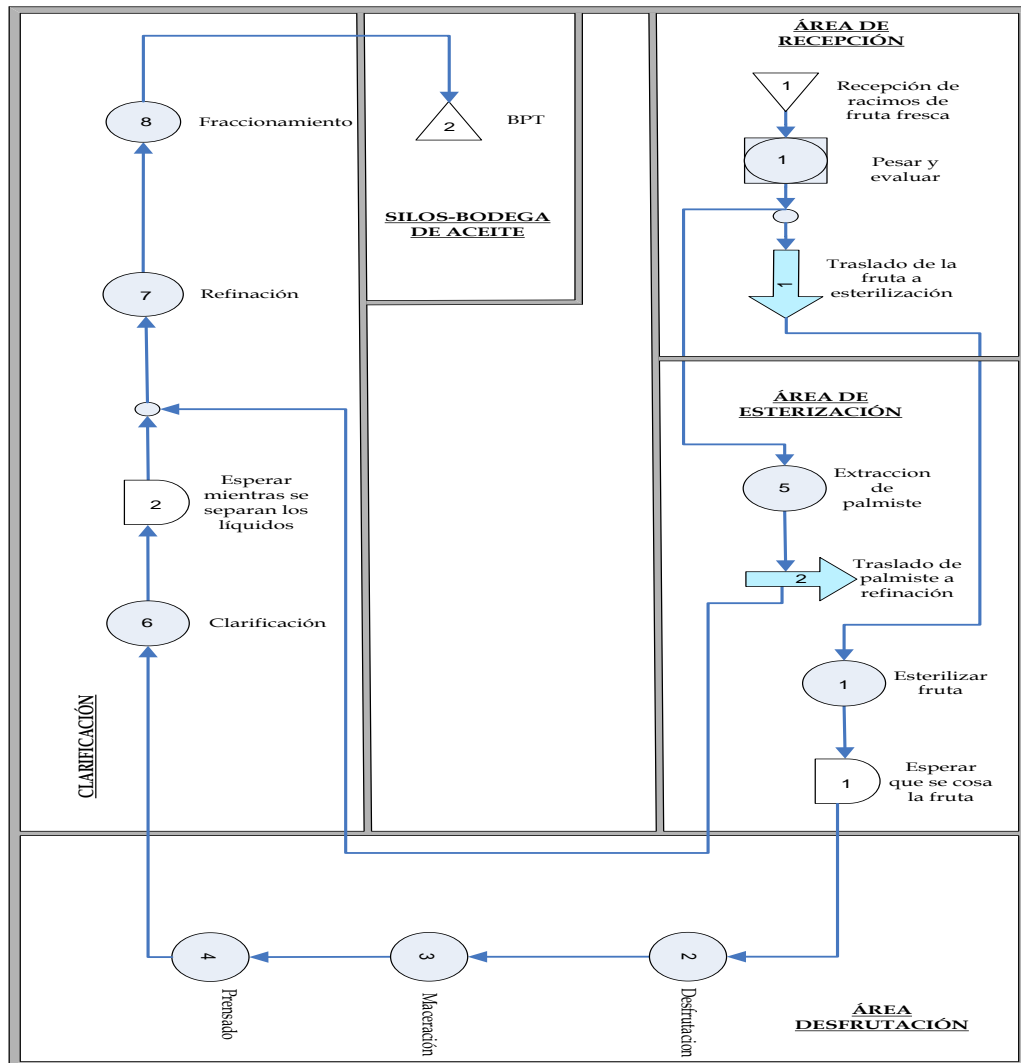 ÁREA DE
RECEPCIÓN
1
Recepción de
racimos de
fruta fresca
1
Pesar y
evaluar
1
Traslado de la
fruta a
esterilización
ÁREA DE
ESTERIZACIÓN
5
Extraccion
de
palmiste
2
Traslado de
palmiste a
refinación
1
Esterilizar
fruta
1
Esperar
que se cosa
la fruta
2
Desfrutacion
3
Maceración
4
Prensado
ÁREA
DESFRUTACIÓN
6
Clarificación
2
Esperar
mientras se
separan los
líquidos
7
Refinación
8
Fraccionamiento
CLARIFICACIÓN
2
BPT
SILOS-BODEGA
DE ACEITE